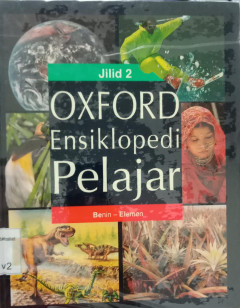 Jilid 2
OXFORD
Ensiklopedi
Pelajar
Benin – Elemen
v2